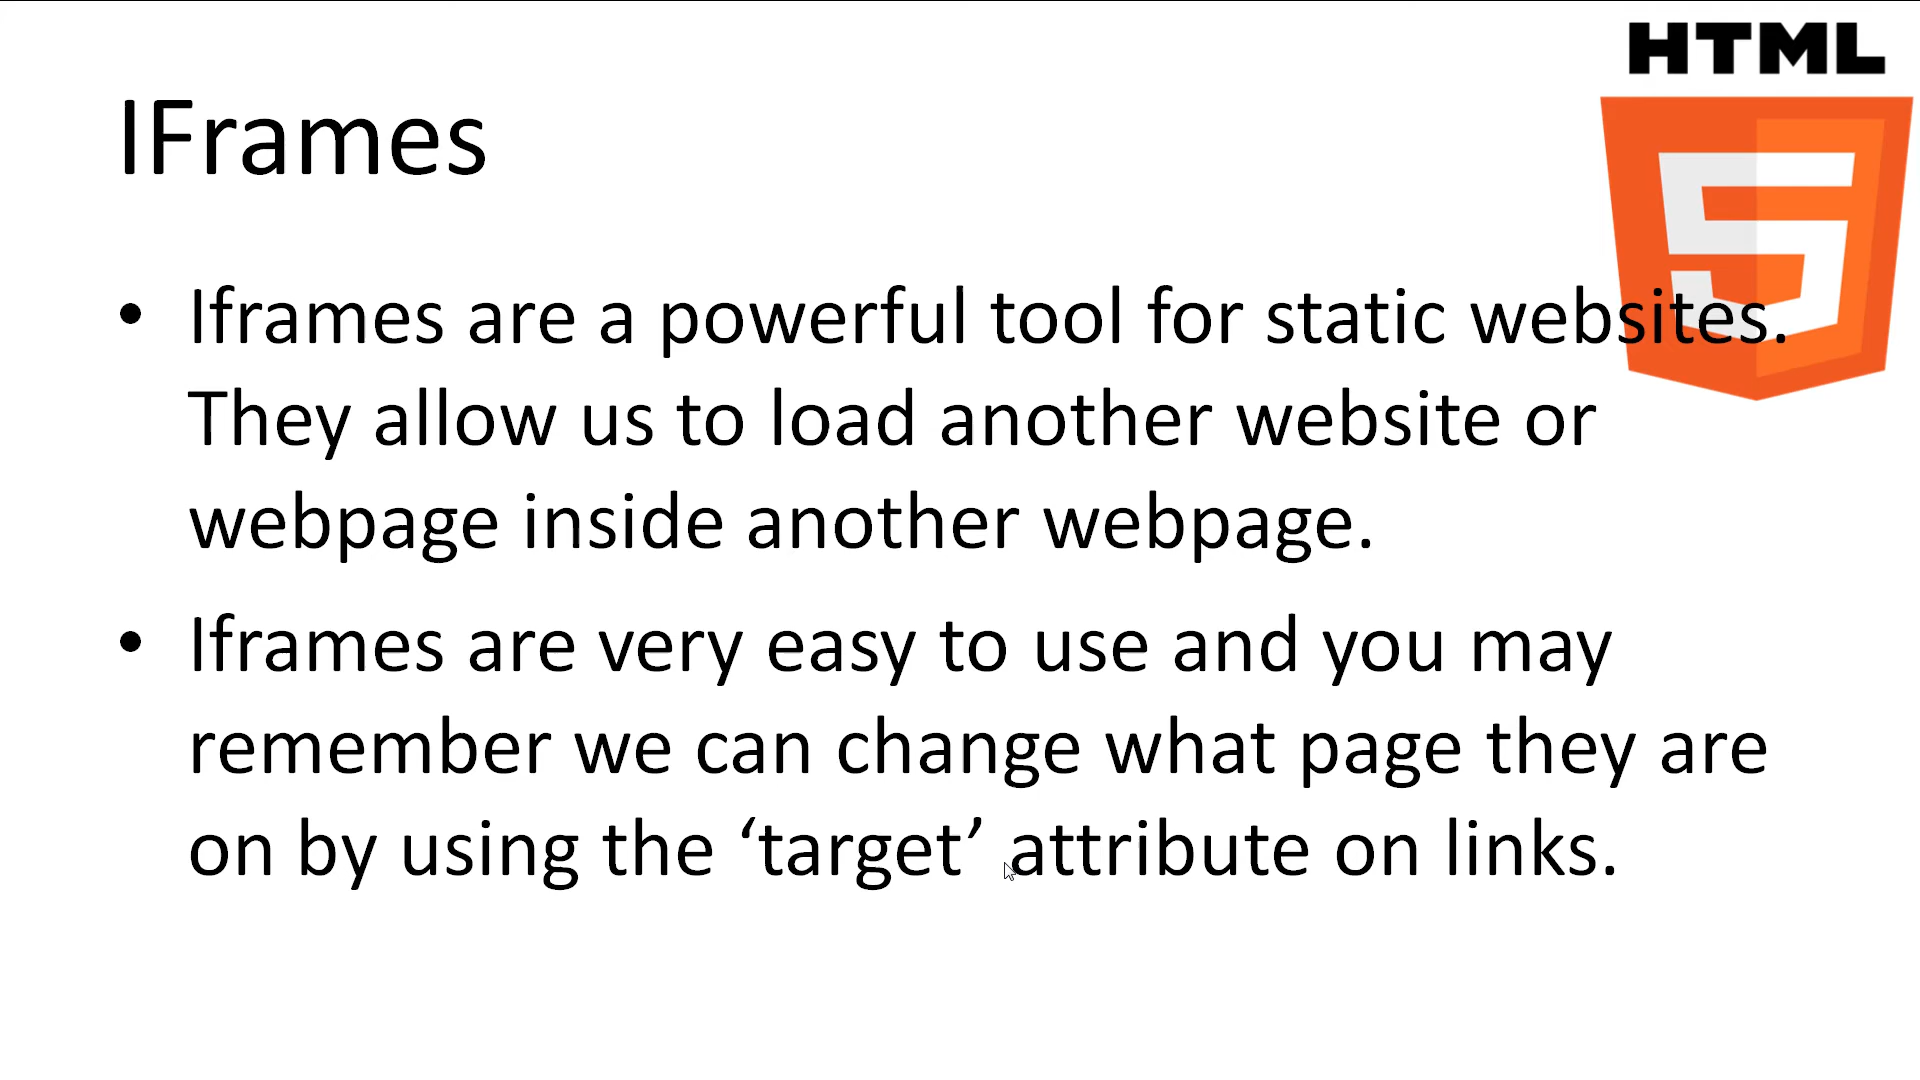 HTML
5
IFrames
• Iframes are a powerful tool for static websites.
They allow us to load another website or
webpage inside another webpage.
• Iframes are very easy to use and you may
remember we can change what page they are
on by using the ‘target’ attribute on links.